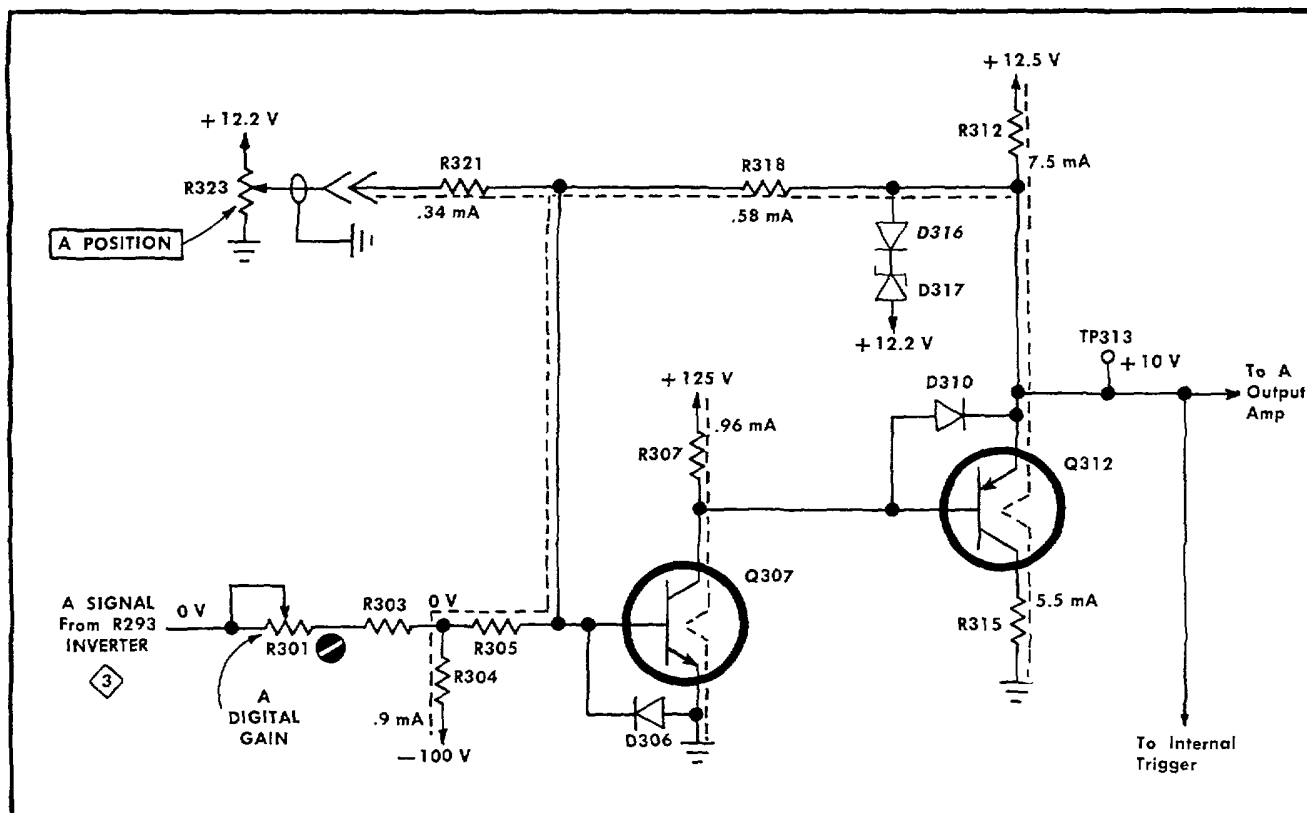 + 12.5 V
+ 12.2 V
R312
R321
R318
7.5 mA
R323
.34 mA
.58 mA
A POSITION
D316
D317
+ 12.2 V
TP313
+ 10 V
To A
Output
Amp
+ 125 V
D310
.96 mA
R307
Q312
Q307
A SIGNAL
From R293
INVERTER
3
0 V
R303
0 V
R301
R305
R304
5.5 mA
R315
A
DIGITAL
GAIN
.9 mA
D306
—100 V
To Internal
Trigger